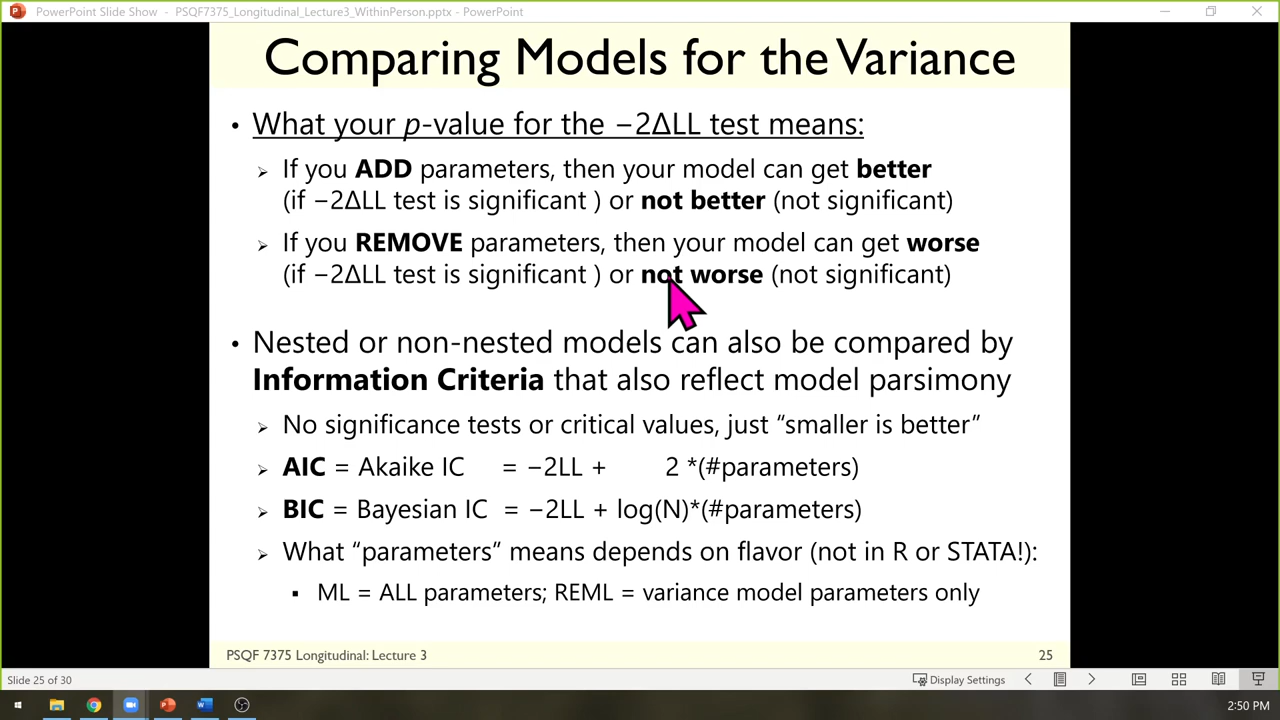 PowerPoint Slide Show - PSQF7375_Longitudinal_Lecture3_WithinPerson.pptx - PowerPoint
Comparing Models for the Variance
• What your p-value for the −2ΔLL test means:
➢ If you ADD parameters, then your model can get better
(if −2ΔLL test is significant ) or not better (not significant)
➢ If you REMOVE parameters, then your model can get worse
(if −2ΔLL test is significant ) or not worse (not significant)
• Nested or non-nested models can also be compared by
Information Criteria that also reflect model parsimony
➢ No significance tests or critical values, just “smaller is better”
➢ AIC = Akaike IC = −2LL + 2 *(#parameters)
➢ BIC = Bayesian IC = −2LL + log(N)*(#parameters)
➢ What “parameters” means depends on flavor (not in R or STATA!):
▪ ML = ALL parameters; REML = variance model parameters only
PSQF 7375 Longitudinal: Lecture 3 25
Slide 25 of 30 Display Settings
2:50 PM